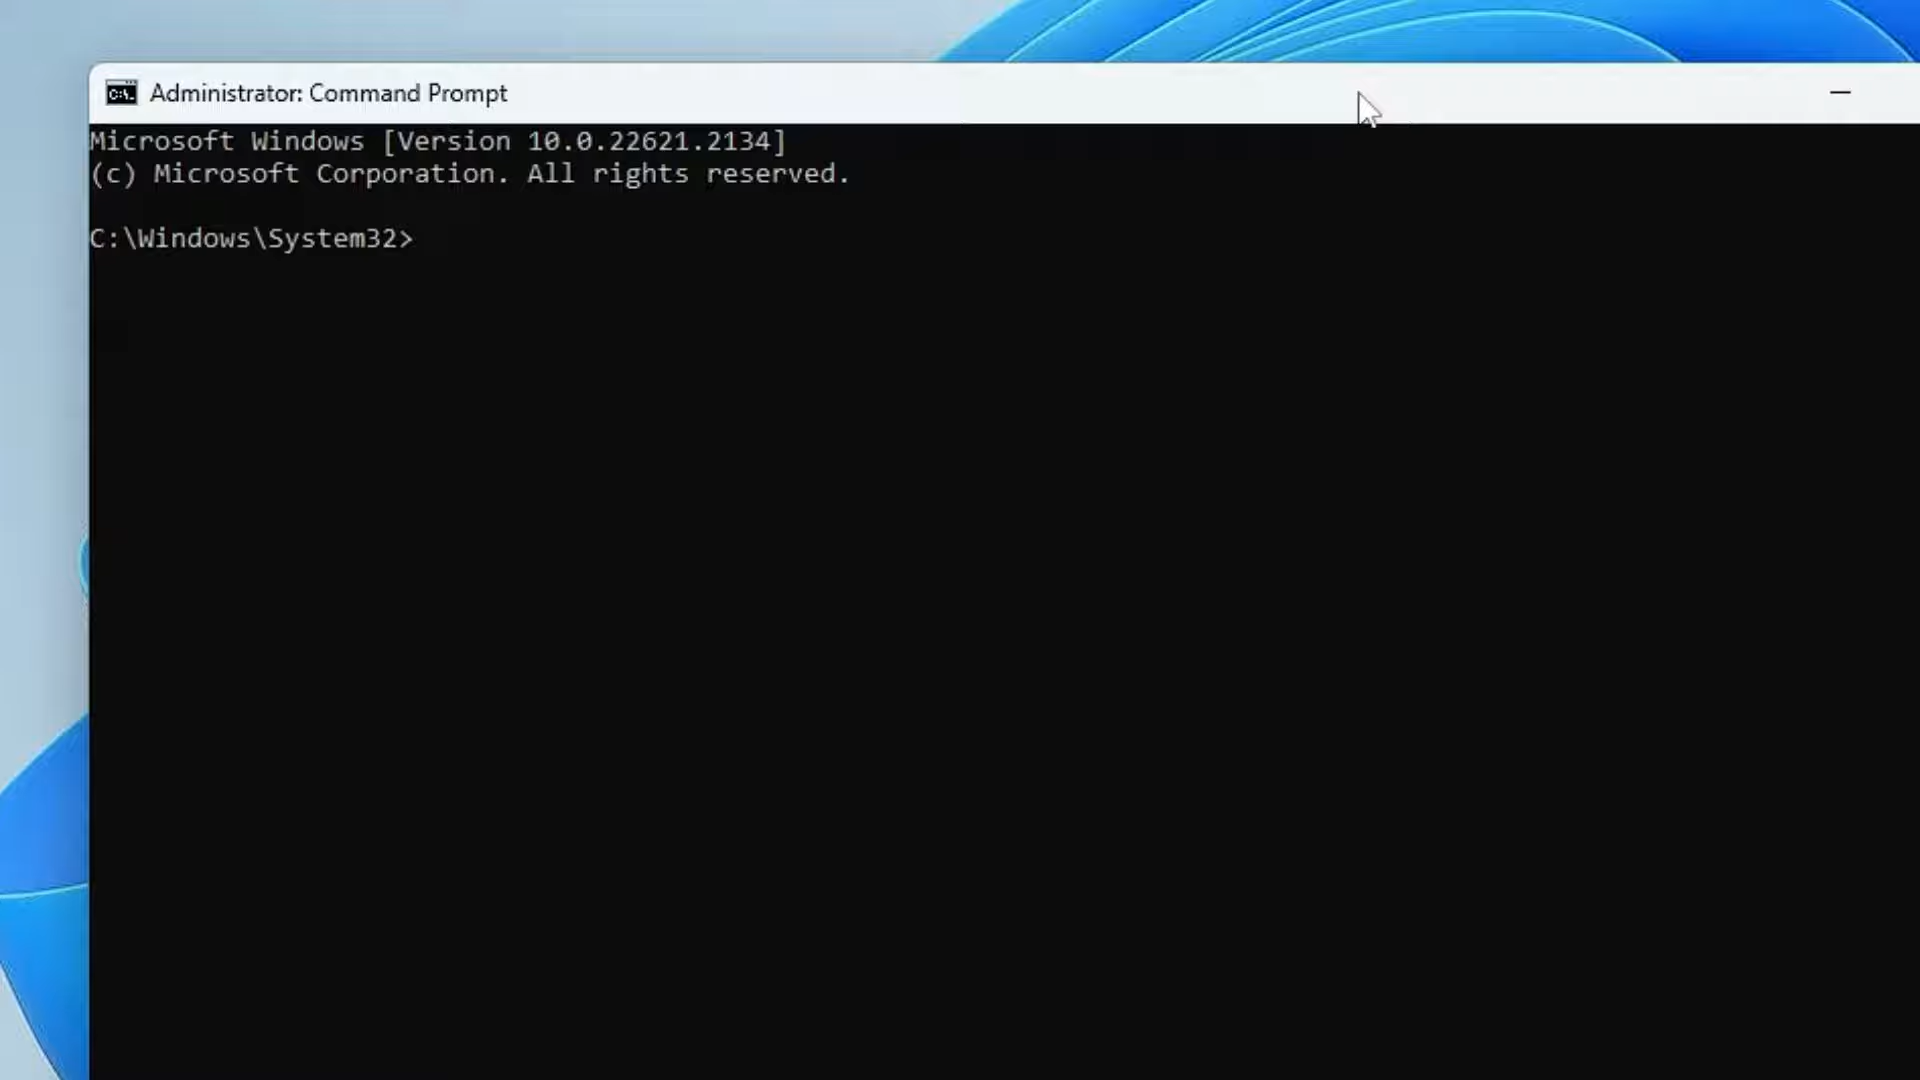 Administrator: Command Prompt
Microsoft Windows [Version 10.0.22621.2134]
(c) Microsoft Corporation. All rights reserved.
C:\Windows\System32>